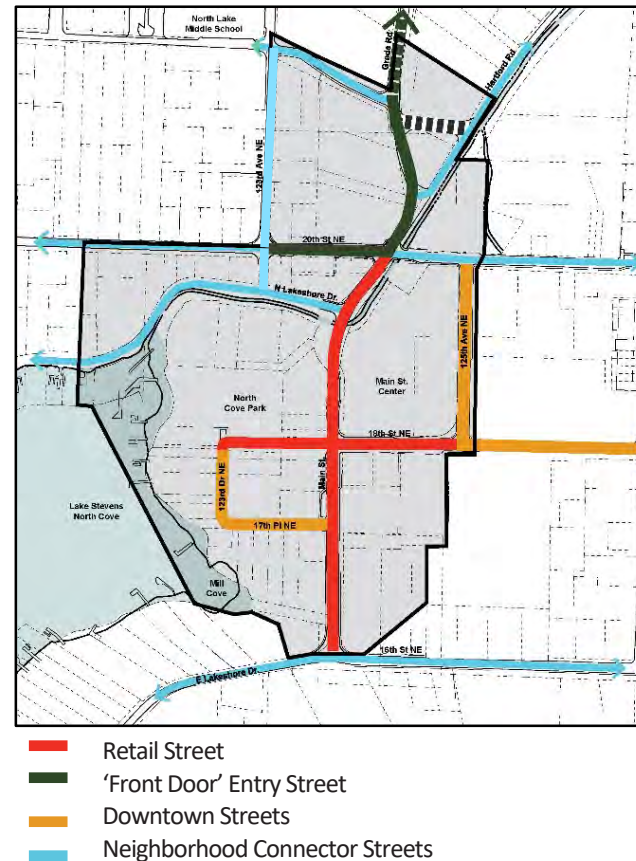 North Lake
Middle School
Grade Rd.
Hartford Rd.
123rd Ave NE
20th St NE
N Lakeshore Dr.
125th Ave NE
North
Cove Park
Main St.
Center
18th St NE
Main St.
123rd Dr NE
17th Pl NE
Lake Stevens
North Cove
Mill
Cove
16th St NE
E Lakeshore Dr.
Retail Street
‘Front Door’ Entry Street
Downtown Streets
Neighborhood Connector Streets